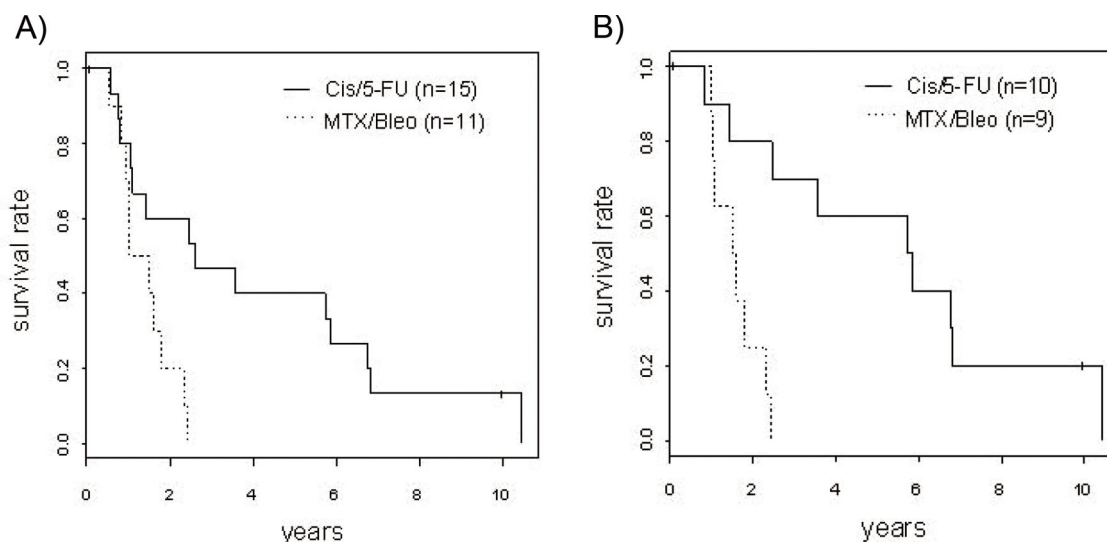 A)
Cis/5-FU (n=15)
MTX/Bleo (n=11)
survival rate
1.0
0.8
0.6
0.4
0.2
0.0
0 2 4 6 8 10
years
B)
Cis/5-FU (n=10)
MTX/Bleo (n=9)
survival rate
1.0
0.8
0.6
0.4
0.2
0.0
0 2 4 6 8 10
years